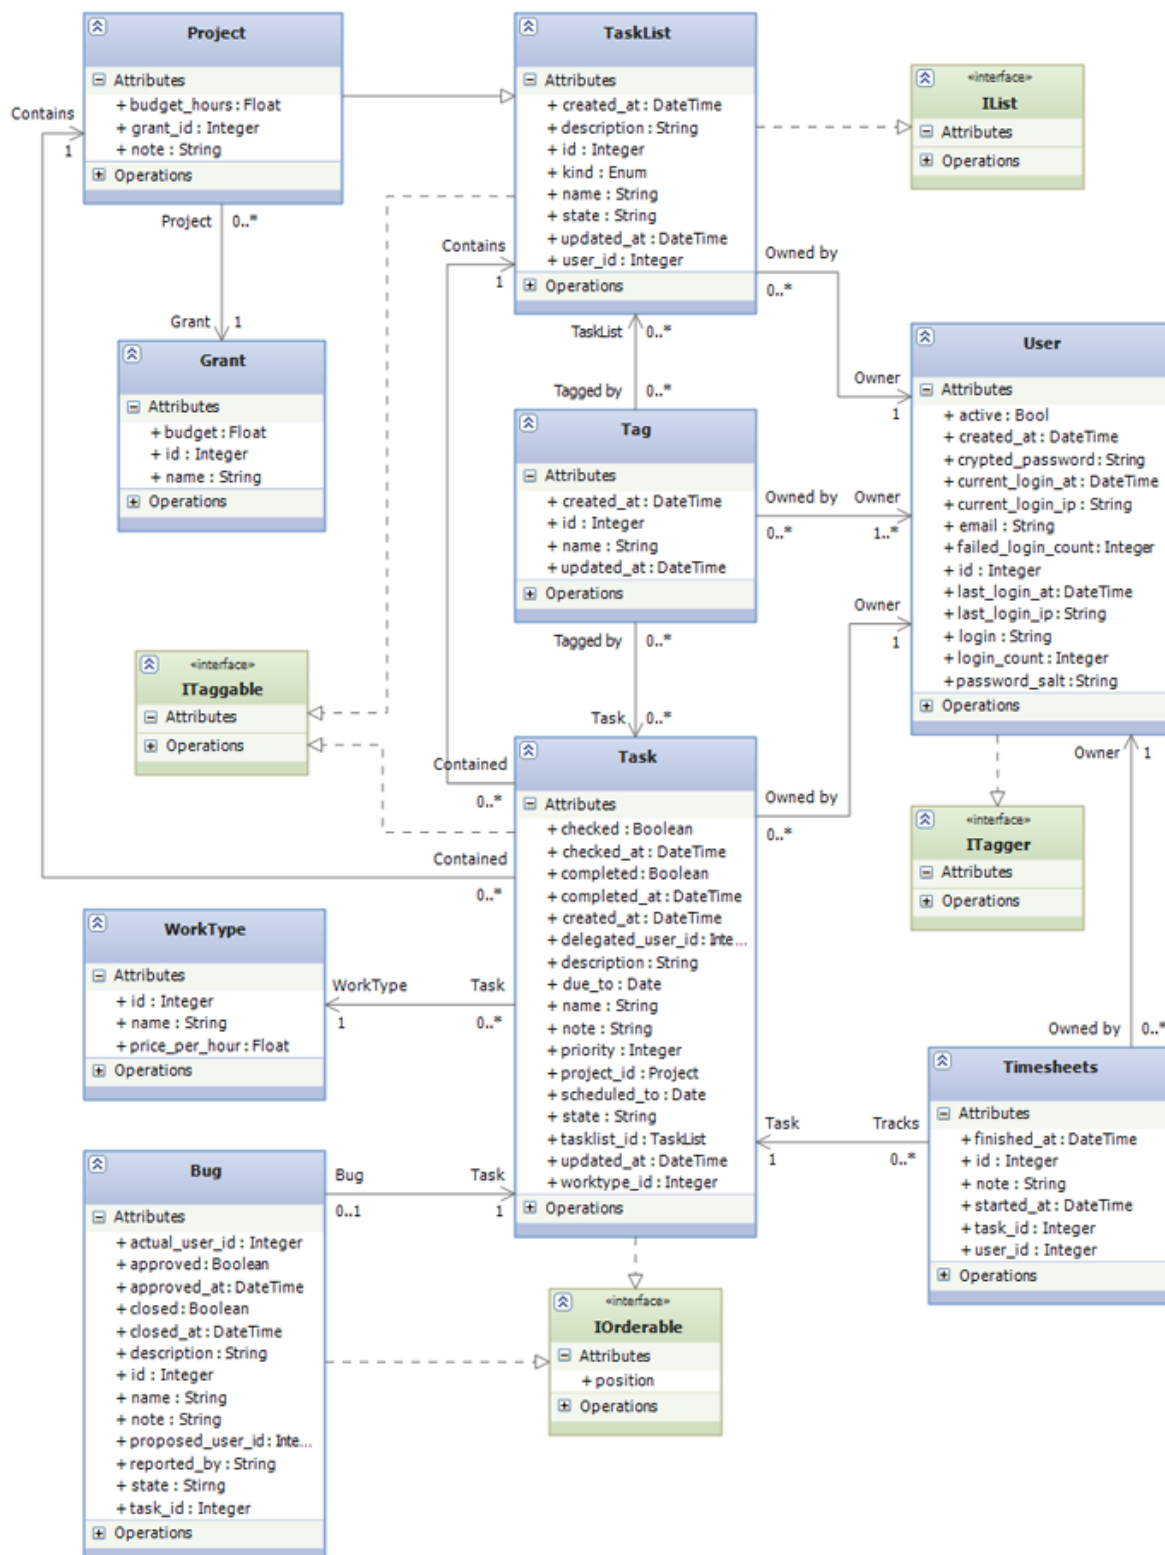 Project
Attributes
+ budget_hours : Float
+ grant_id : Integer
+ note : String
Operations
TaskList
Attributes
+ created_at : DateTime
+ description : String
+ id : Integer
+ kind : Enum
+ name : String
+ state : String
+ updated_at : DateTime
+ user_id : Integer
Operations
«interface»
IList
Attributes
Operations
Contains
1
Project 0..*
Grant 1
Contains
1
Owned by
0..*
TaskList 0..*
Tagged by 0..*
Owner
1
Grant
Attributes
+ budget : Float
+ id : Integer
+ name : String
Operations
Tag
Attributes
+ created_at : DateTime
+ id : Integer
+ name : String
+ updated_at : DateTime
Operations
Owned by Owner
0..* 1..*
User
Attributes
+ active : Bool
+ created_at : DateTime
+ crypted_password : String
+ current_login_at : DateTime
+ current_login_ip : String
+ email : String
+ failed_login_count : Integer
+ id : Integer
+ last_login_at : DateTime
+ last_login_ip : String
+ login : String
+ login_count : Integer
+ password_salt : String
Operations
Owner
1
Tagged by 0..*
Task 0..*
«interface»
ITaggable
Attributes
Operations
Contained
0..*
Contained
0..*
Owned by
0..*
Owner 1
«interface»
ITagger
Attributes
Operations
Task
Attributes
+ checked : Boolean
+ checked_at : DateTime
+ completed : Boolean
+ completed_at : DateTime
+ created_at : DateTime
+ delegated_user_id : Inte...
+ description : String
+ due_to : Date
+ name : String
+ note : String
+ priority : Integer
+ project_id : Project
+ scheduled_to : Date
+ state : String
+ tasklist_id : TaskList
+ updated_at : DateTime
+ worktype_id : Integer
Operations
WorkType
Attributes
+ id : Integer
+ name : String
+ price_per_hour : Float
Operations
WorkType Task
1 0..*
Owned by 0..*
Timesheets
Attributes
+ finished_at : DateTime
+ id : Integer
+ note : String
+ started_at : DateTime
+ task_id : Integer
+ user_id : Integer
Operations
Task Tracks
1 0..*
Bug
Attributes
+ actual_user_id : Integer
+ approved : Boolean
+ approved_at : DateTime
+ closed : Boolean
+ closed_at : DateTime
+ description : String
+ id : Integer
+ name : String
+ note : String
+ proposed_user_id : Inte...
+ reported_by : String
+ state : Stirng
+ task_id : Integer
Operations
Bug Task
0..1 1
«interface»
IOrderable
Attributes
+ position
Operations